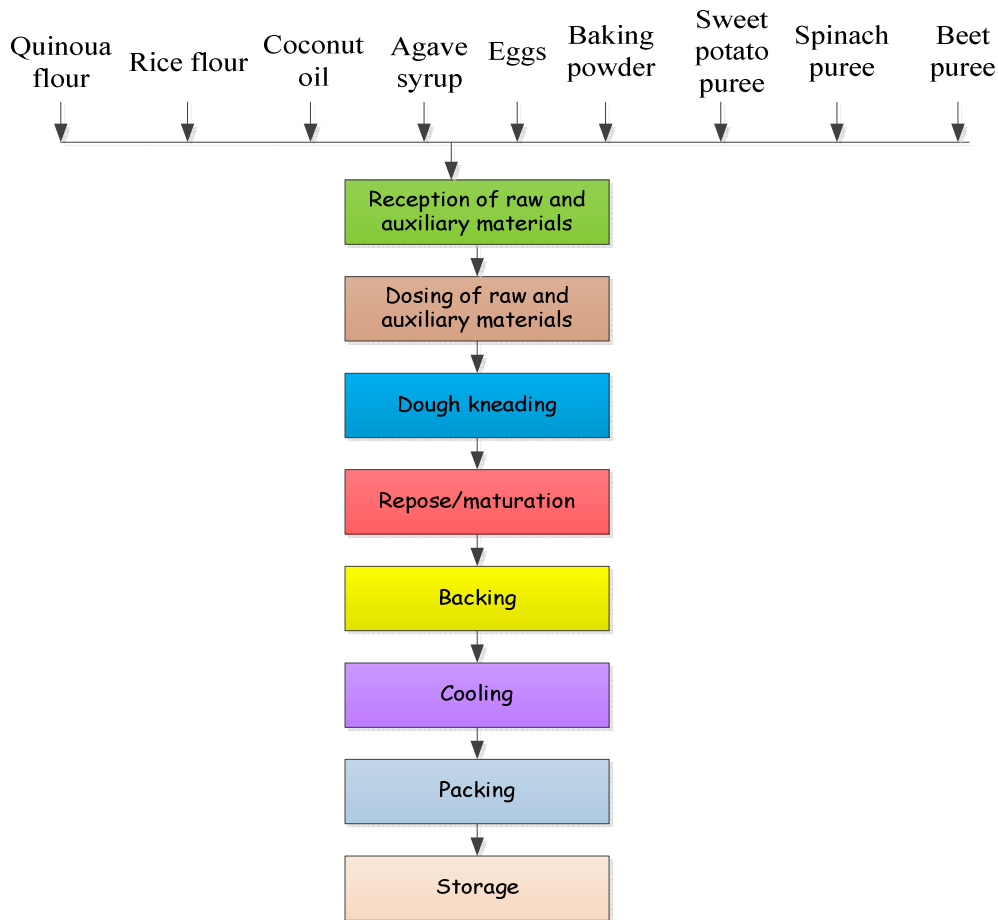 Quinoua
flour
Rice flour
Coconut
oil
Agave
syrup
Eggs
Baking
powder
Sweet
potato
puree
Spinach
puree
Beet
puree
Reception of raw and
auxiliary materials
Dosing of raw and
auxiliary materials
Dough kneading
Repose/maturation
Backing
Cooling
Packing
Storage